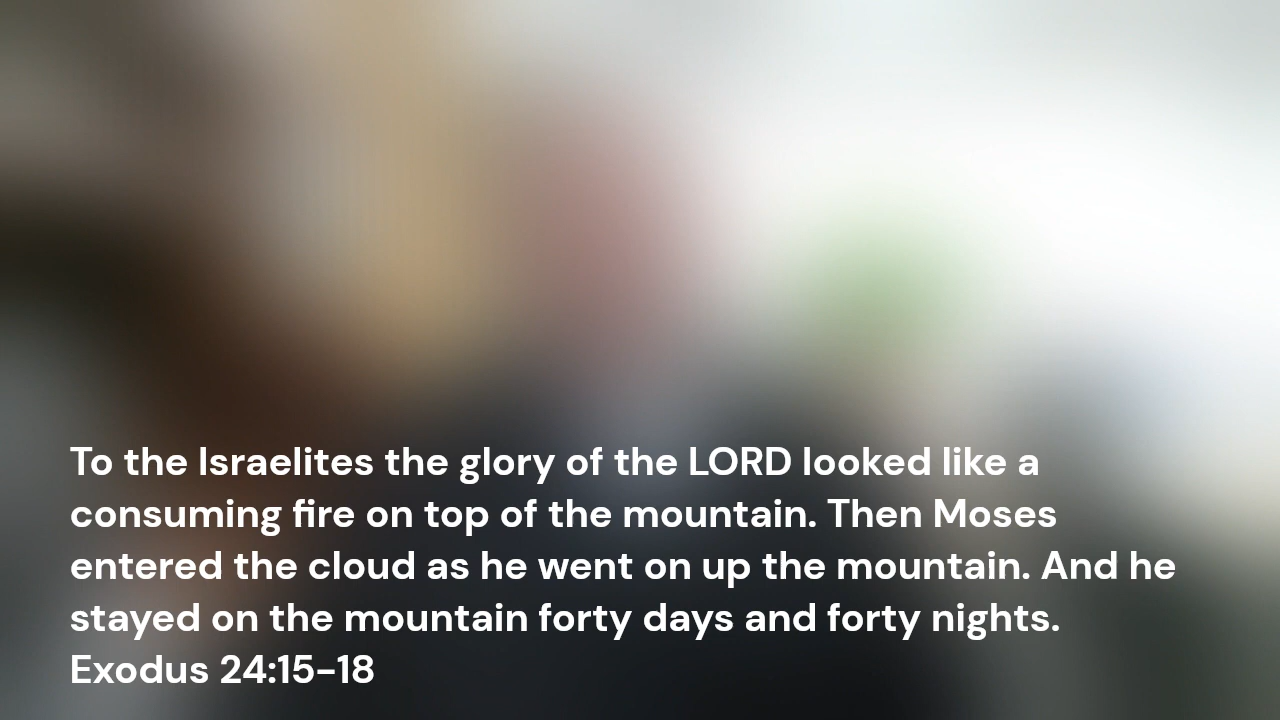 To the Israelites the glory of the LORD looked like a
consuming fire on top of the mountain. Then Moses
entered the cloud as he went on up the mountain. And he
stayed on the mountain forty days and forty nights.
Exodus 24:15–18